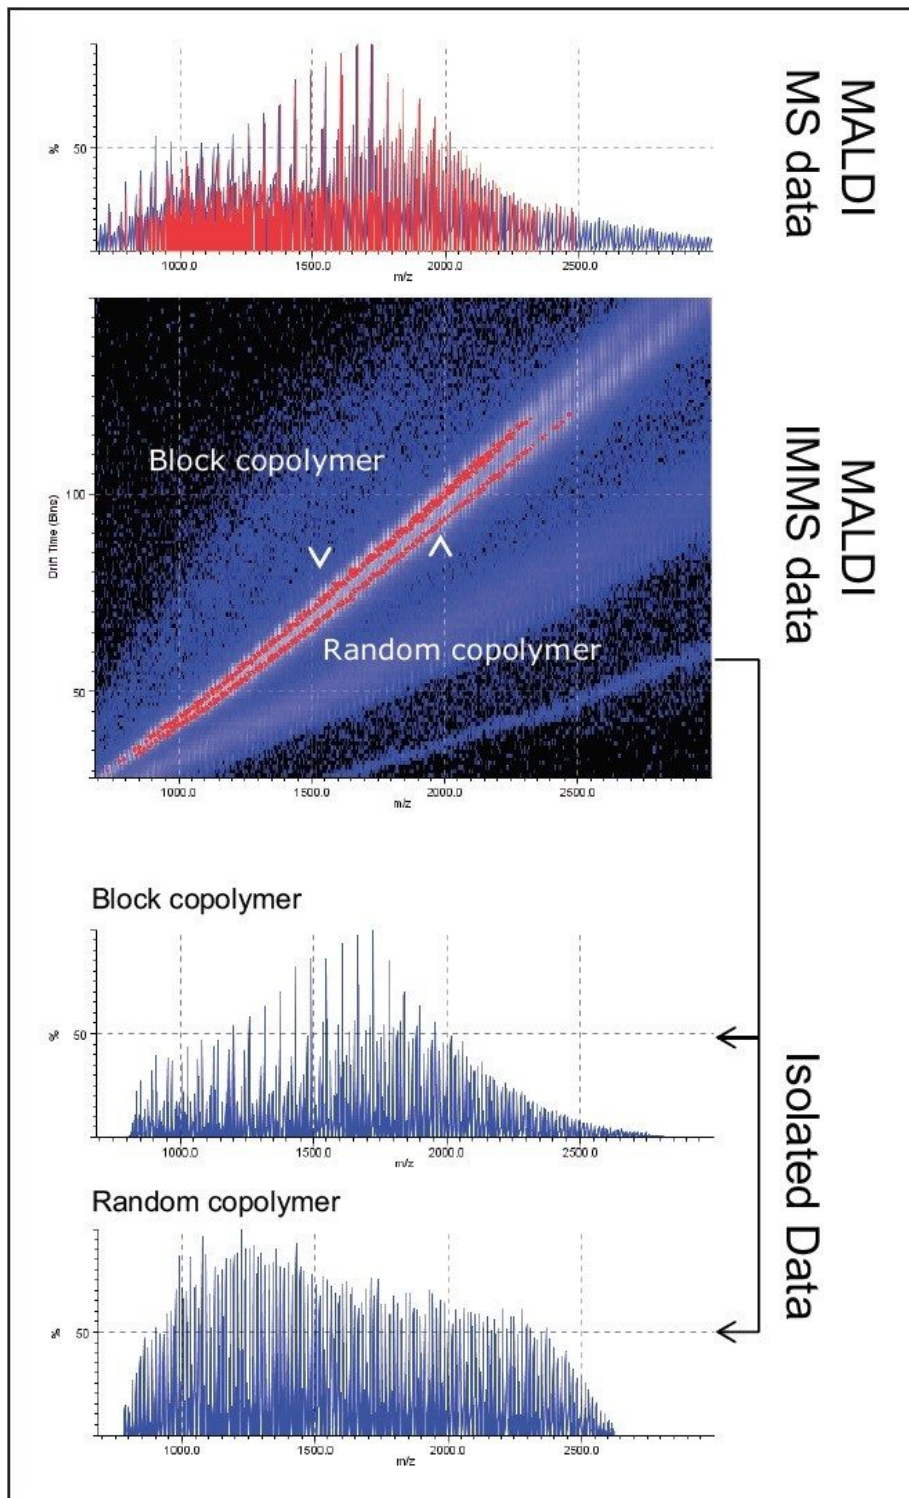 MALDI
MS data
%
50
1000.0 1500.0 2000.0 2500.0
m/z
MALDI
IMMS data
Drift Time (Bins)
100
50
Block copolymer
Random copolymer
1000.0 1500.0 2000.0 2500.0
m/z
Isolated Data
Block copolymer
%
50
1000.0 1500.0 2000.0 2500.0
m/z
Random copolymer
%
50
1000.0 1500.0 2000.0 2500.0
m/z